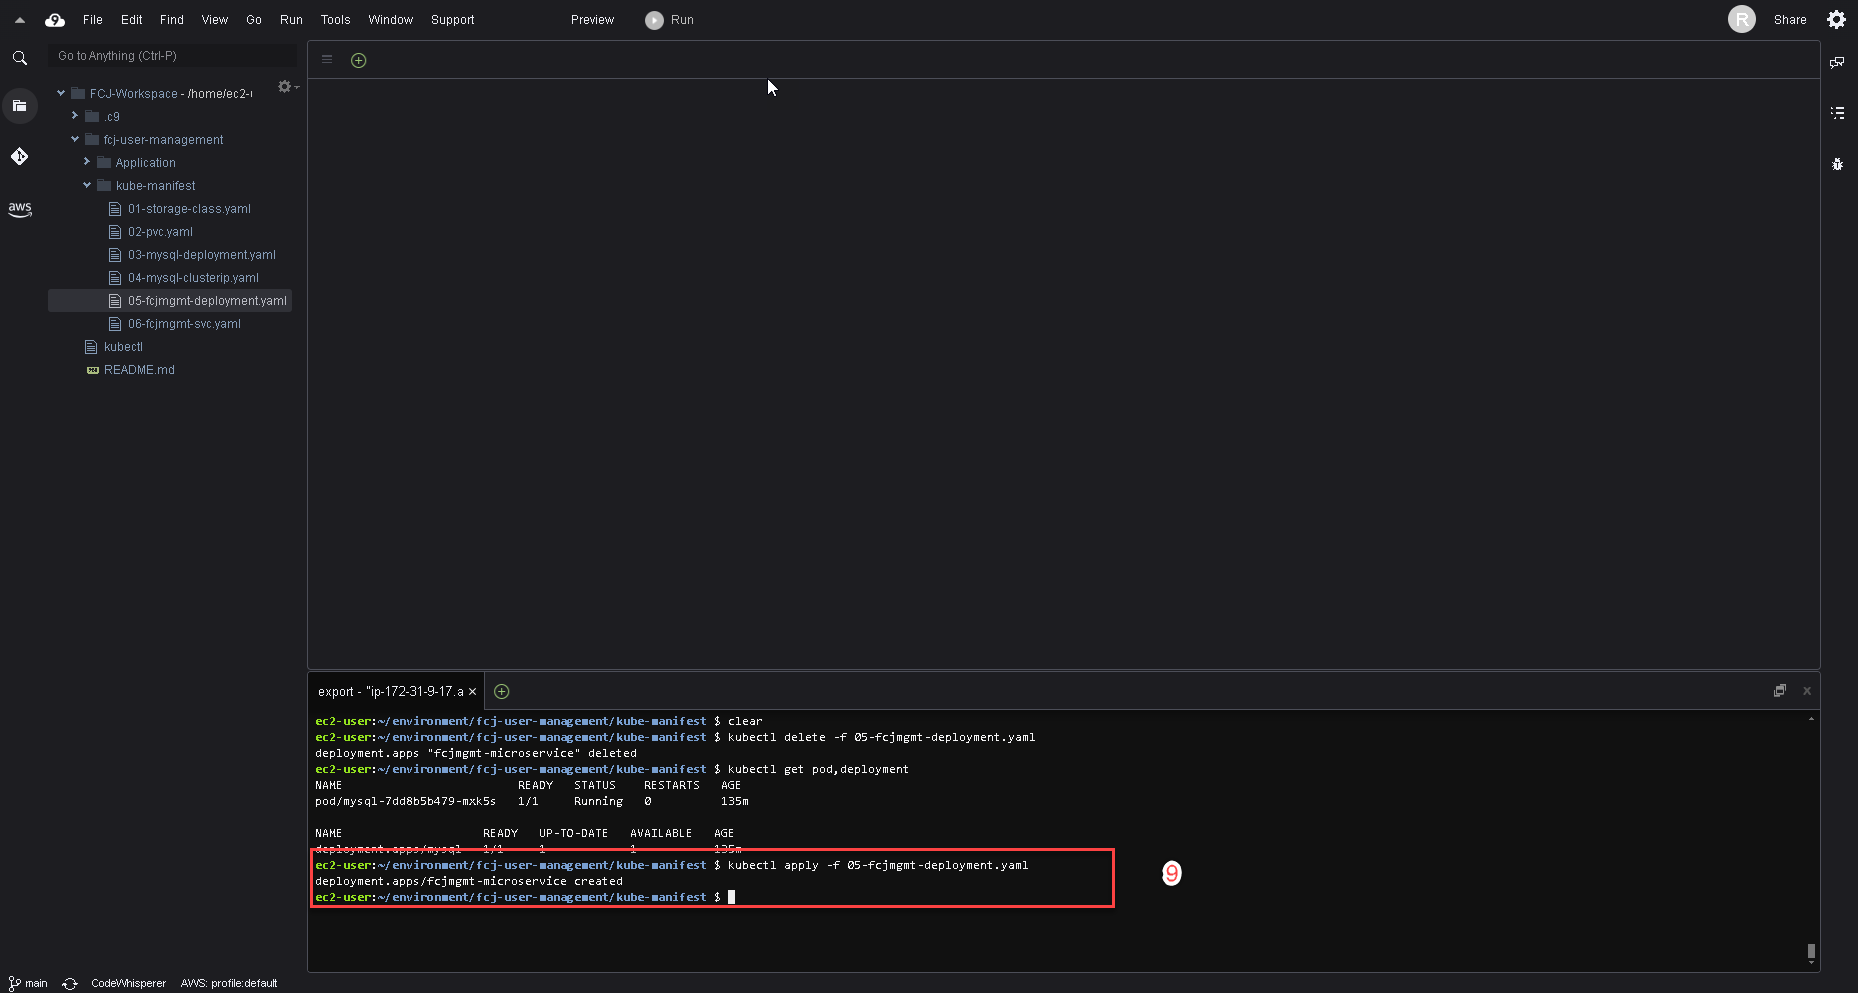 9 File Edit Find View Go Run Tools Window Support Preview Run R Share
Go to Anything (Ctrl-P)
FCJ-Workspace - /home/ec2-
.c9
fcj-user-management
Application
kube-manifest
01-storage-class.yaml
02-pvc.yaml
03-mysql-deployment.yaml
04-mysql-clusterip.yaml
05-fcjmgmt-deployment.yaml
06-fcjmgmt-svc.yaml
kubectl
README.md
aws
export - "ip-172-31-9-17.a
ec2-user:~/environment/fcj-user-management/kube-manifest $ clear
ec2-user:~/environment/fcj-user-management/kube-manifest $ kubectl delete -f 05-fcjmgmt-deployment.yaml
deployment.apps "fcjmgmt-microservice" deleted
ec2-user:~/environment/fcj-user-management/kube-manifest $ kubectl get pod,deployment
NAME READY STATUS RESTARTS AGE
pod/mysql-7dd8b5b479-mxk5s 1/1 Running 0 135m
NAME READY UP-TO-DATE AVAILABLE AGE
deployment.apps/mysql 1/1 1 1 135m
ec2-user:~/environment/fcj-user-management/kube-manifest $ kubectl apply -f 05-fcjmgmt-deployment.yaml
deployment.apps/fcjmgmt-microservice created
ec2-user:~/environment/fcj-user-management/kube-manifest $
9
main CodeWhisperer AWS: profile:default